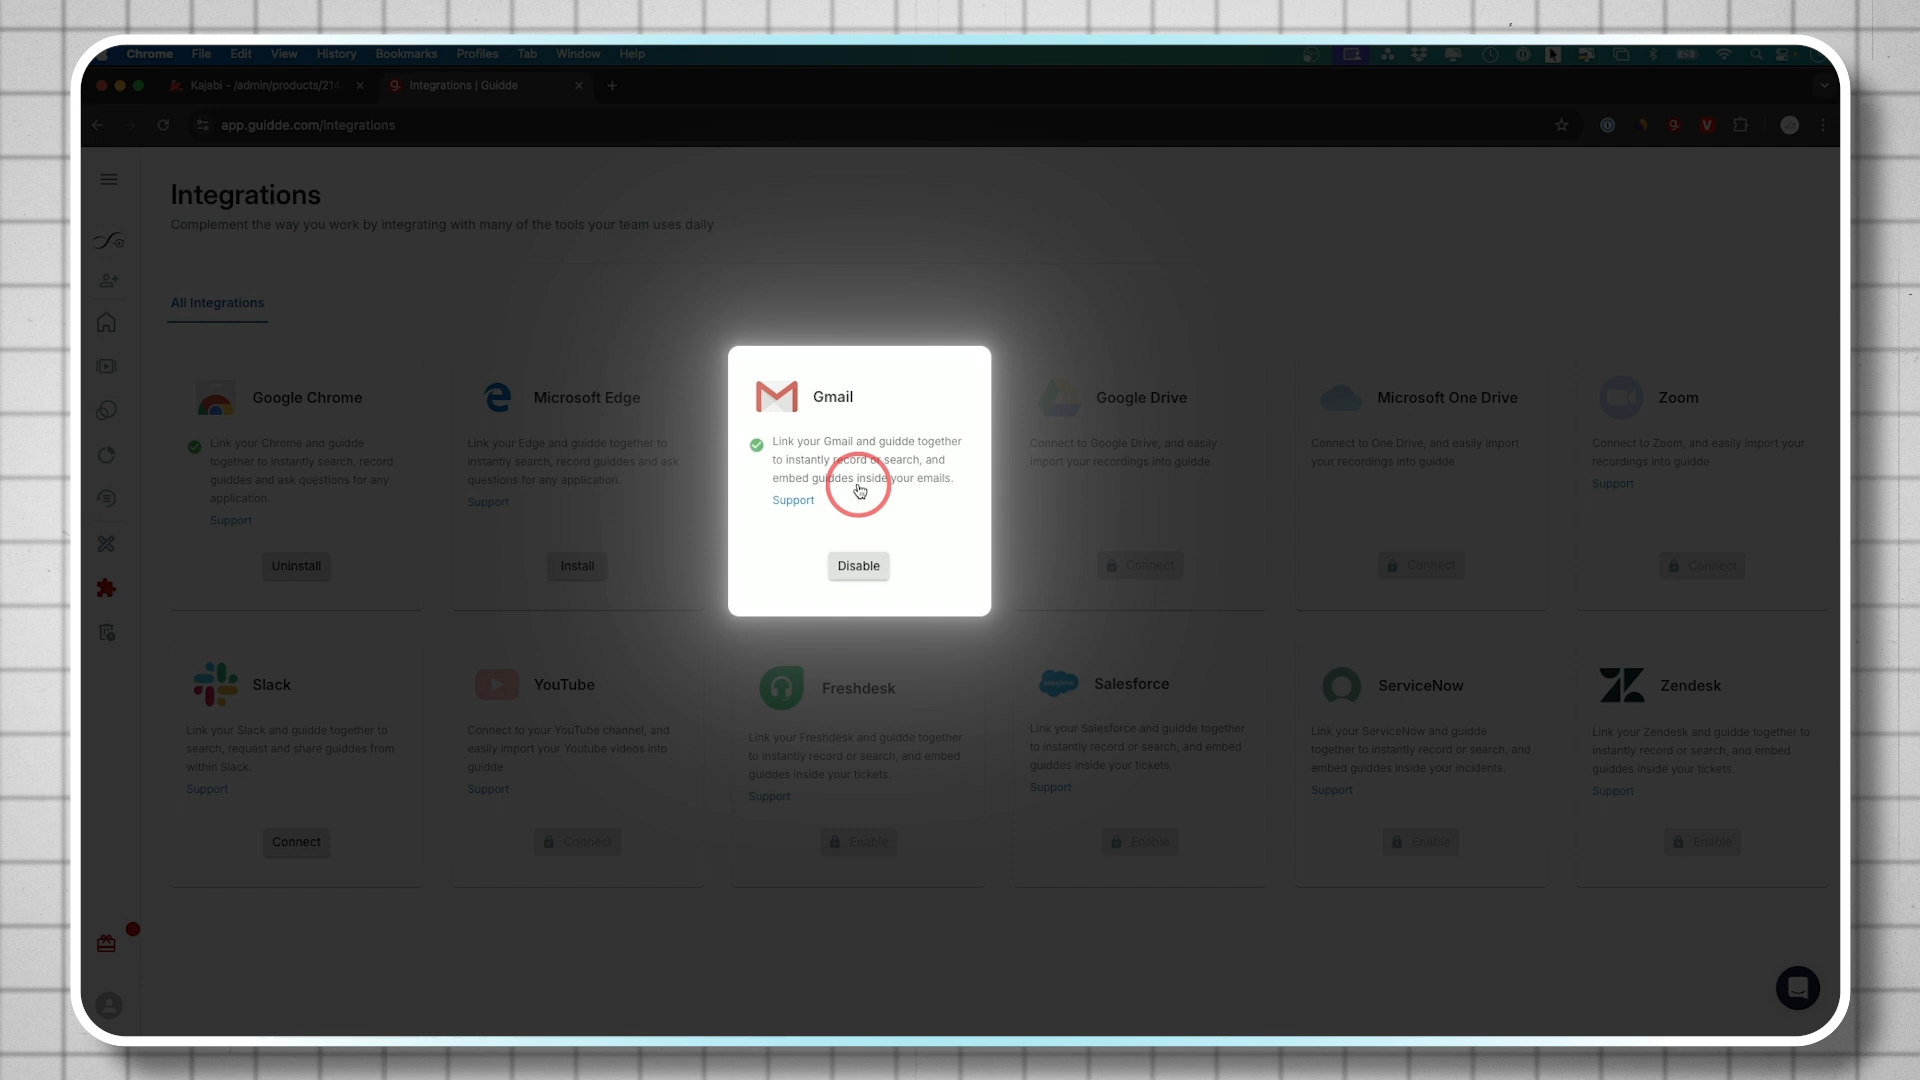 Chrome File Edit View History Bookmarks Profiles Tab Window Help
Kajabi - /admin/products/214
Integrations | Guidde
app.guidde.com/integrations
Integrations
Complement the way you work by integrating with many of the tools your team uses daily
All Integrations
Google Chrome
Link your Chrome and guidde
together to instantly search, record
guiddes and ask questions for any
application.
Support
Uninstall
Microsoft Edge
Link your Edge and guidde together to
instantly search, record guiddes and ask
questions for any application.
Support
Install
Gmail
Link your Gmail and guidde together
to instantly record or search, and
embed guiddes inside your emails.
Support
Disable
Google Drive
Connect to Google Drive, and easily
import your recordings into guidde
Connect
Microsoft One Drive
Connect to One Drive, and easily import
your recordings into guidde
Connect
Zoom
Connect to Zoom, and easily import your
recordings into guidde
Support
Connect
Slack
Link your Slack and guidde together to
search, request and share guiddes from
within Slack.
Support
Connect
YouTube
Connect to your YouTube channel, and
easily import your Youtube videos into
guidde
Support
Connect
Freshdesk
Link your Freshdesk and guidde together
to instantly record or search, and embed
guiddes inside your tickets.
Support
Enable
Salesforce
Link your Salesforce and guidde together
to instantly record or search, and embed
guiddes inside your tickets.
Support
Enable
ServiceNow
Link your ServiceNow and guidde
together to instantly record or search, and
embed guiddes inside your incidents.
Support
Enable
Zendesk
Link your Zendesk and guidde together to
instantly record or search, and embed
guiddes inside your tickets.
Support
Enable